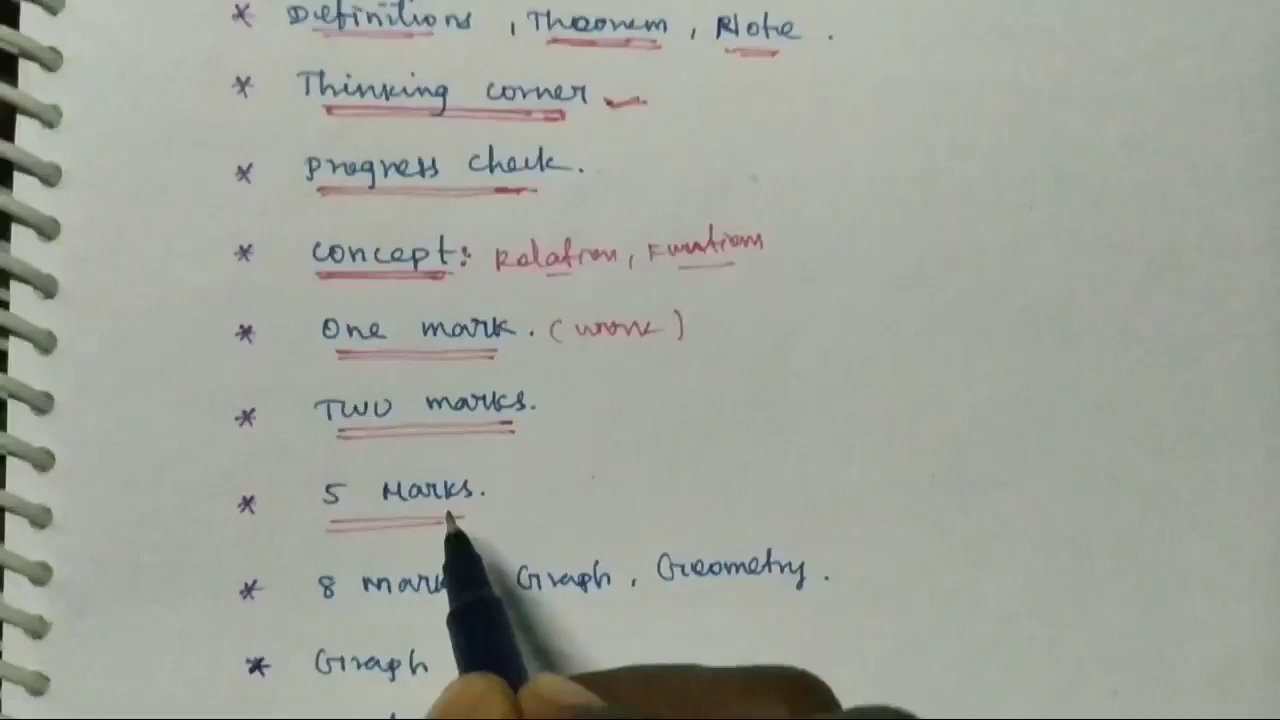 * Definitions , Theorem , Note .
* Thinking corner
* Progress check.
* Concept: Relation, Functions
* One mark. (work)
* TWO marks.
* 5 Marks.
* 8 mark Graph , Geometry .
* Graph